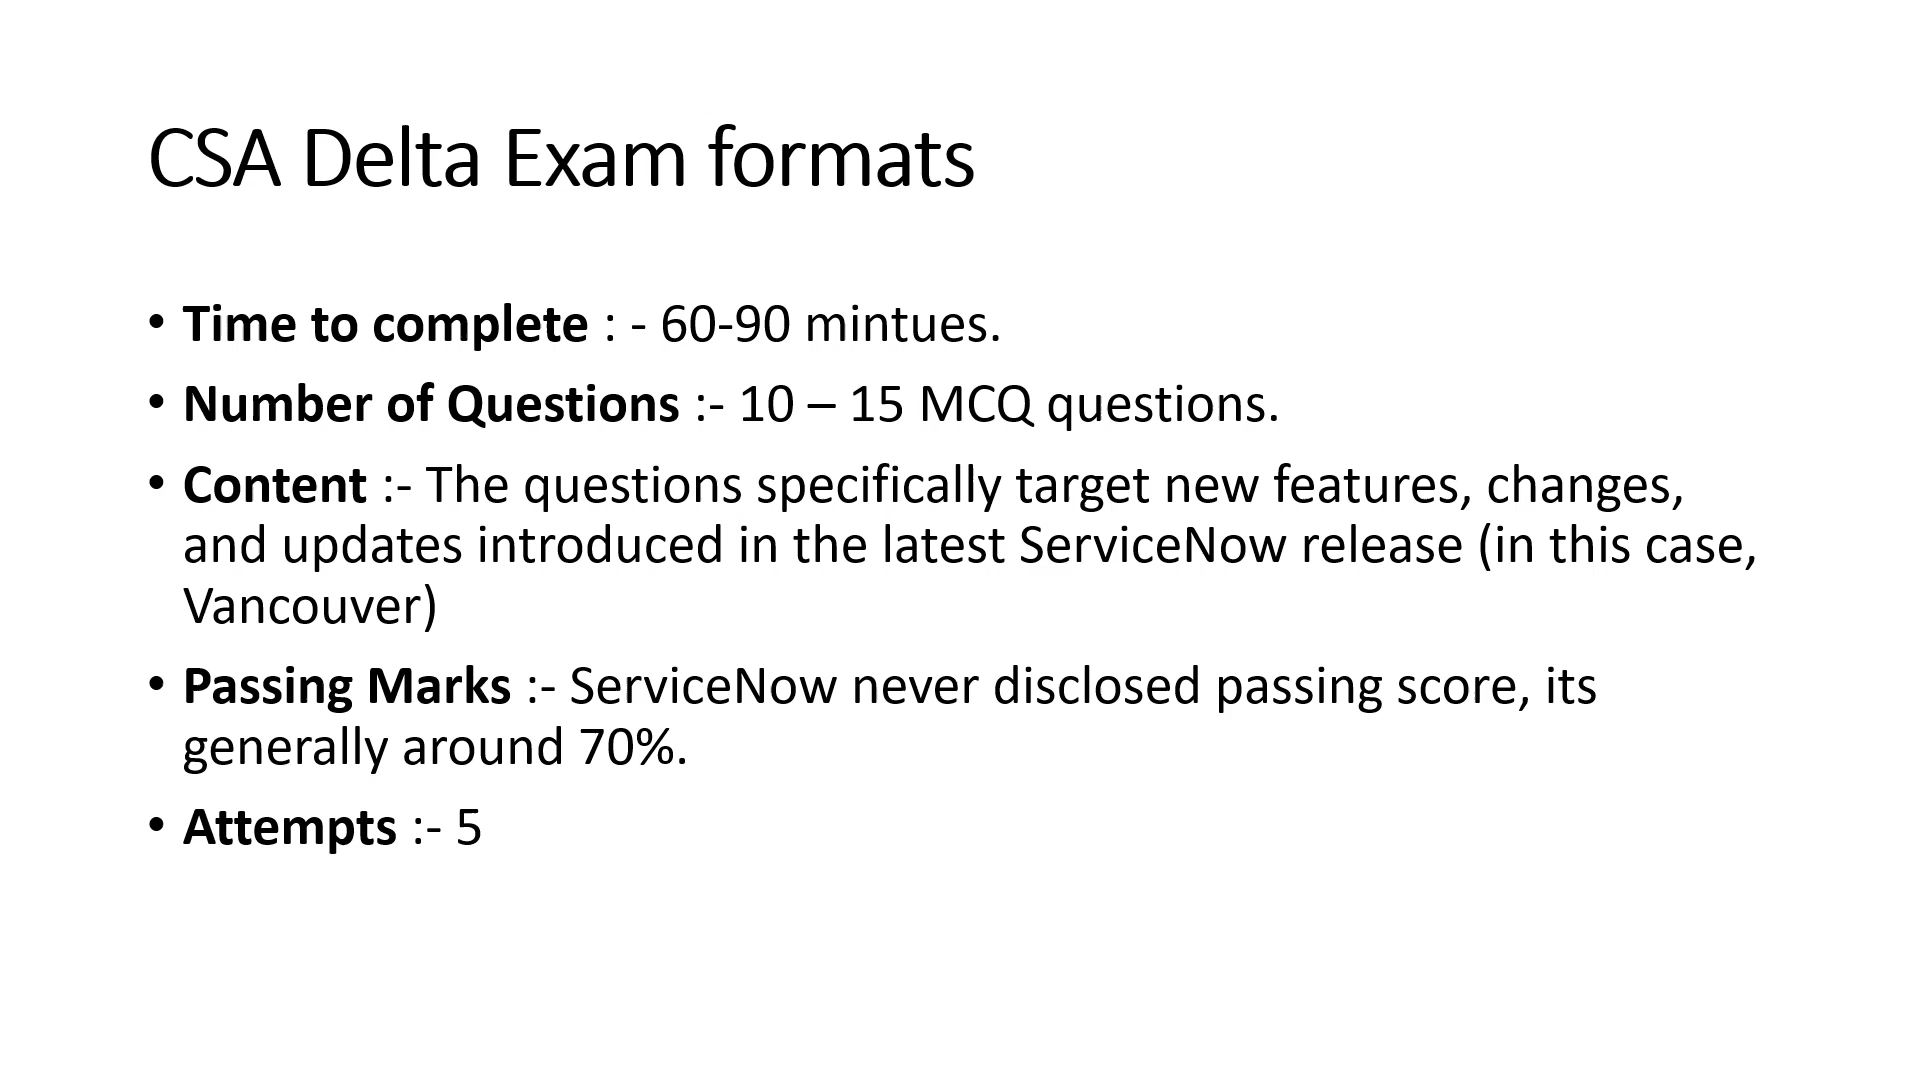 CSA Delta Exam formats
• Time to complete : - 60-90 mintues.
• Number of Questions :- 10 – 15 MCQ questions.
• Content :- The questions specifically target new features, changes,
and updates introduced in the latest ServiceNow release (in this case,
Vancouver)
• Passing Marks :- ServiceNow never disclosed passing score, its
generally around 70%.
• Attempts :- 5